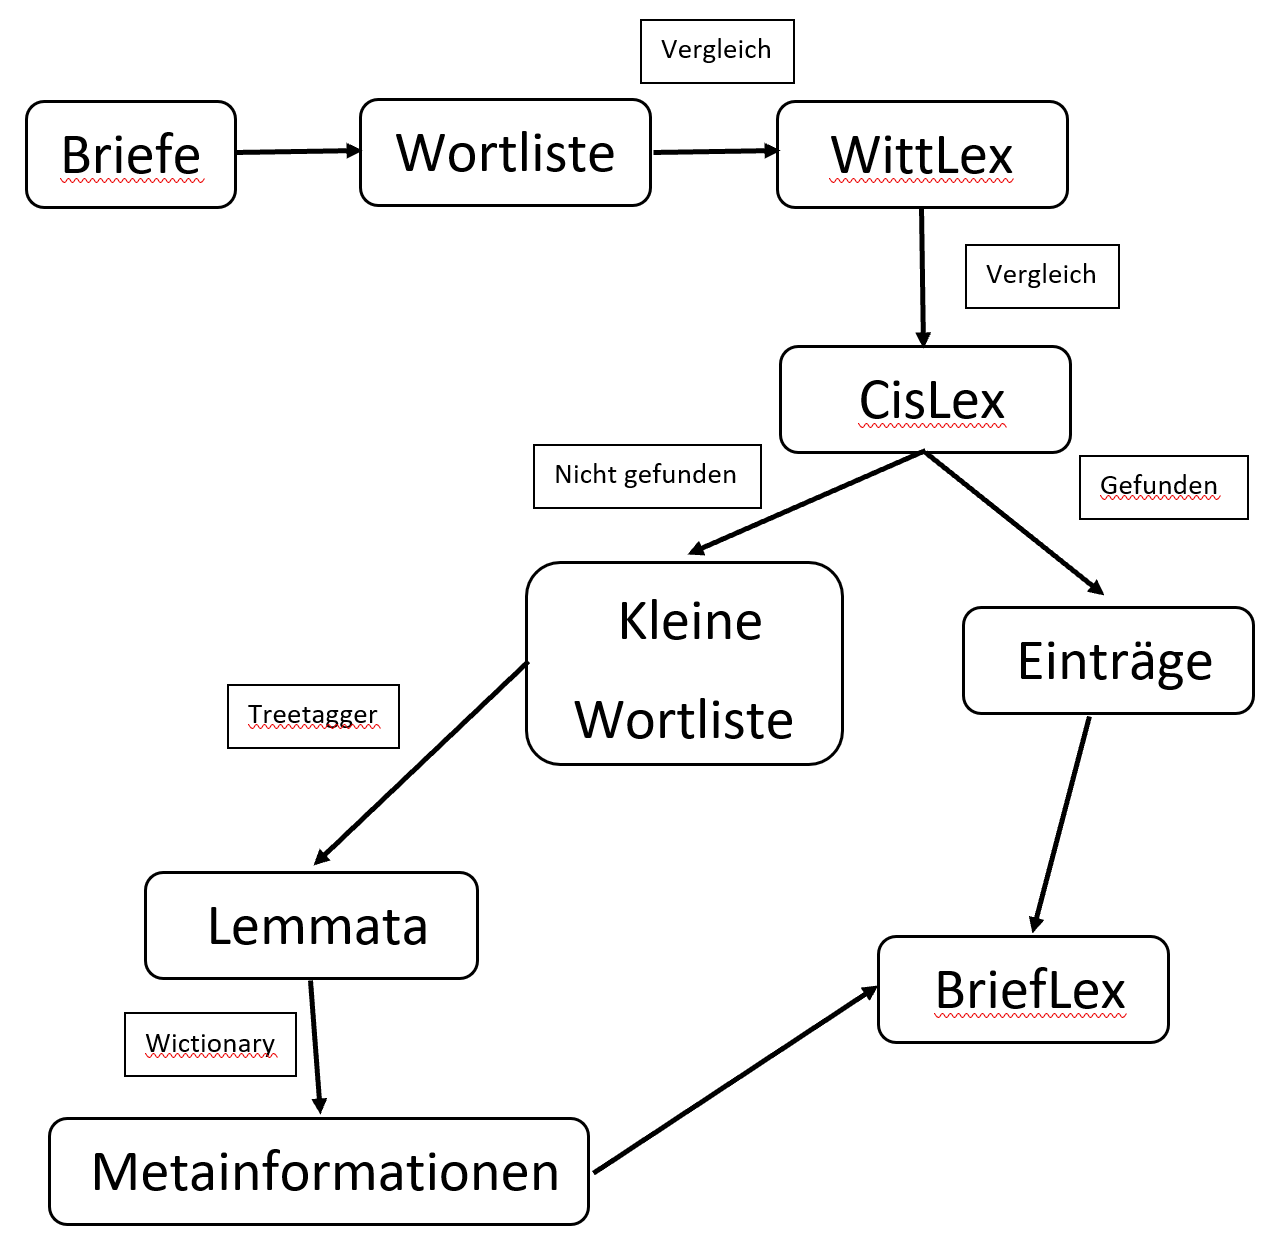 Vergleich
Briefe
Wortliste
WittLex
Vergleich
CisLex
Nicht gefunden
Gefunden
Kleine
Wortliste
Einträge
Treetagger
Lemmata
BriefLex
Wictionary
Metainformationen